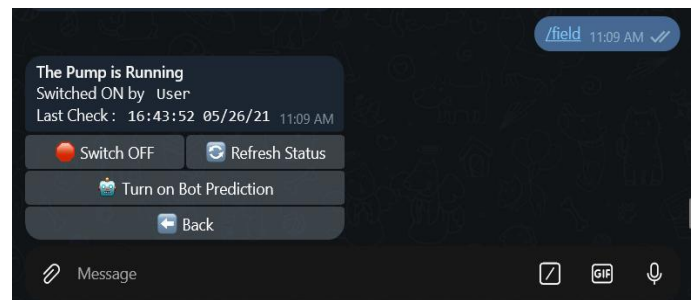 /field 11:09 AM
The Pump is Running
Switched ON by User
Last Check : 16:43:52 05/26/21 11:09 AM
Switch OFF
Refresh Status
Turn on Bot Prediction
Back
Message
GIF